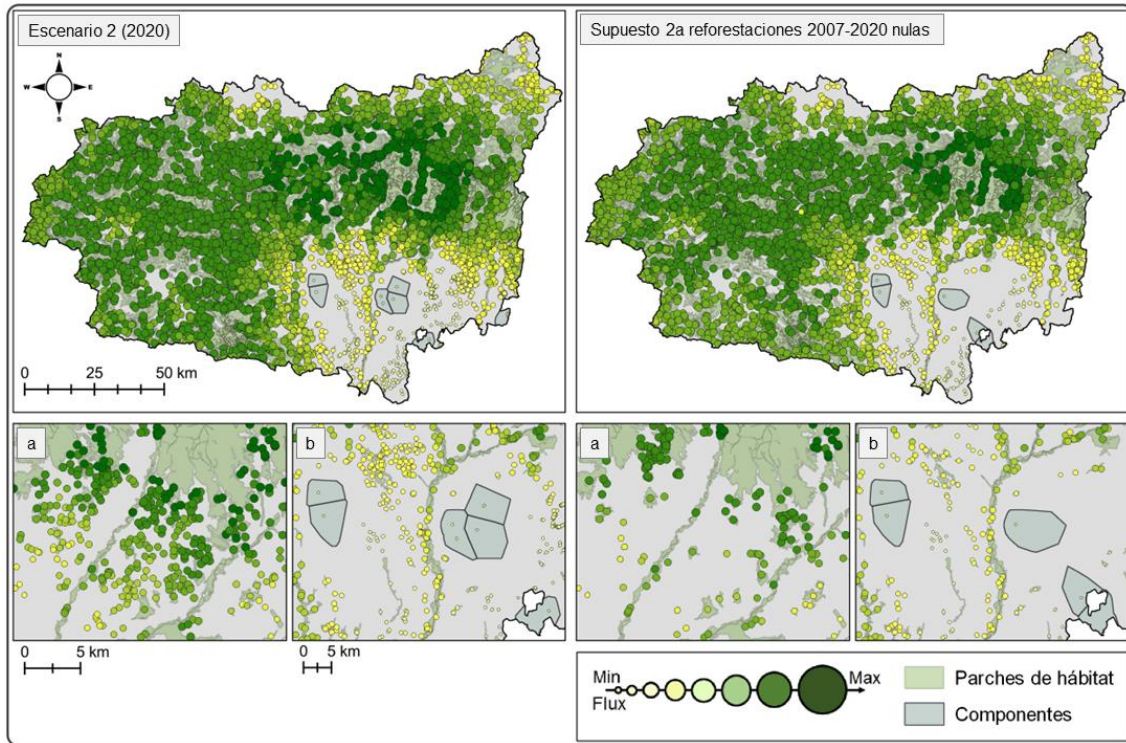 Escenario 2 (2020)
N
W E
S
0 25 50 km
Supuesto 2a reforestaciones 2007-2020 nulas
a
b
0 5 km
0 5 km
a
b
Min Max
Flux
Parches de hábitat
Componentes